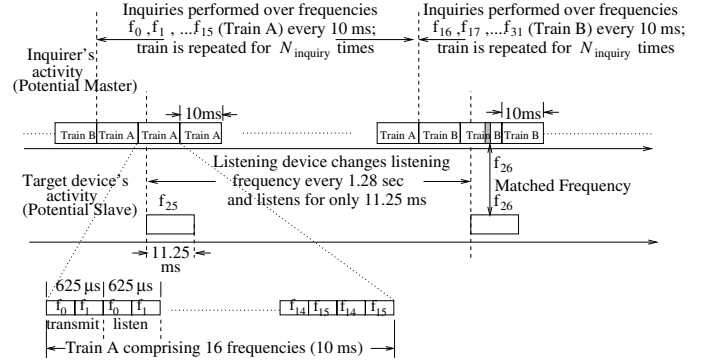 Inquiries performed over frequencies
f0 ,f1 , ...f15 (Train A) every 10 ms;
train is repeated for Ninquiry times
Inquiries performed over frequencies
f16 ,f17 ,...f31 (Train B) every 10 ms;
train is repeated for Ninquiry times
Inquirer's
activity
(Potential Master)
10ms
10ms
Train B
Train A
Train A
Train A
Train A
Train B
Train B
Train B
Target device's
activity
(Potential Slave)
Listening device changes listening
frequency every 1.28 sec
and listens for only 11.25 ms
f25
f26
Matched Frequency
f26
11.25
ms
625 μs
625 μs
f0
f1
f0
f1
f14
f15
f14
f15
transmit
listen
Train A comprising 16 frequencies (10 ms)